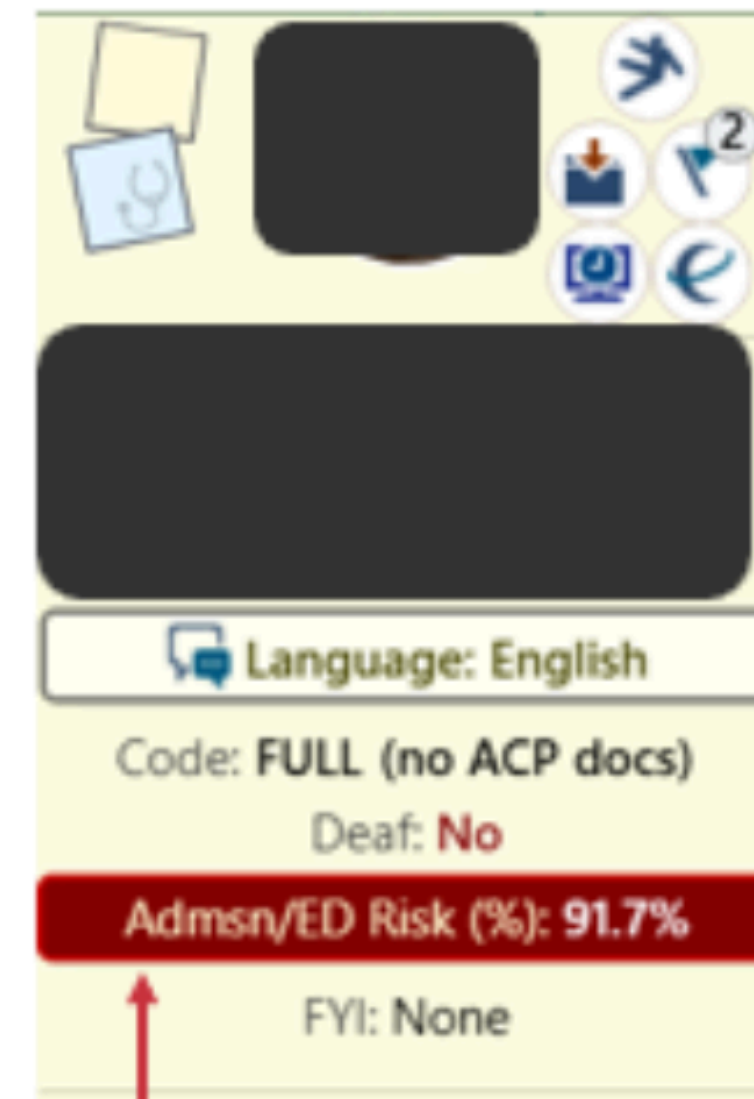 2
Language: English
Code: FULL (no ACP docs)
Deaf: No
Admsn/ED Risk (%): 91.7%
FYI: None